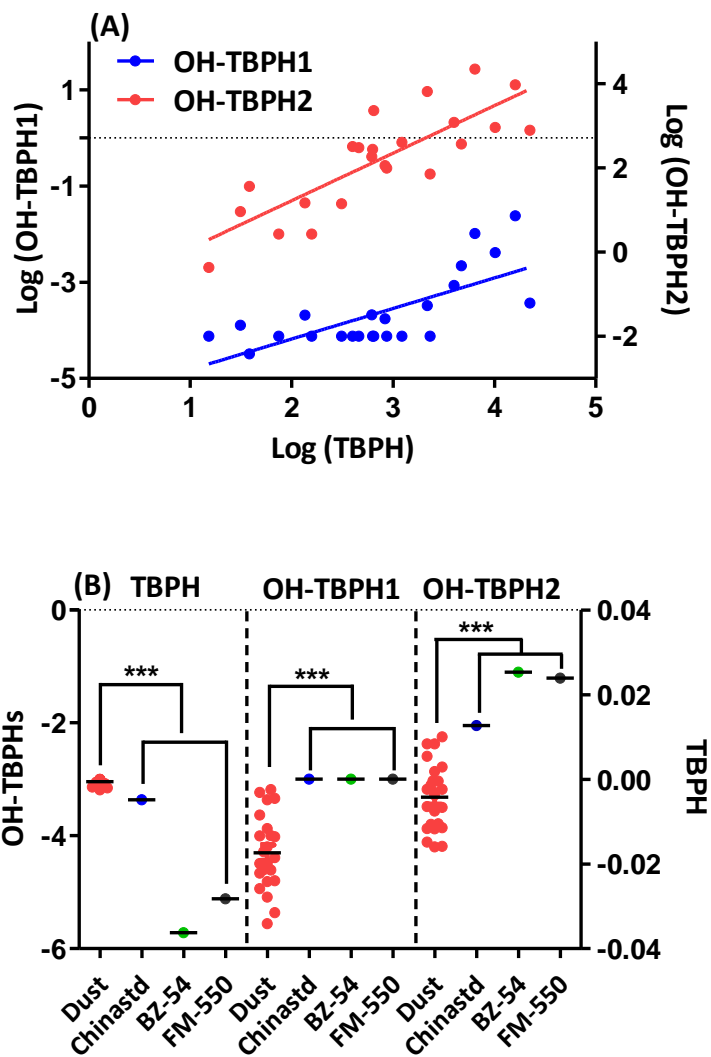 (A)
OH-TBPH1
OH-TBPH2
Log (OH-TBPH1)
1
-1
-3
-5
4
2
0
-2
Log (OH-TBPH2)
0 1 2 3 4 5
Log (TBPH)
(B) TBPH OH-TBPH1 OH-TBPH2
*** *** ***
OH-TBPHs
0
-2
-4
-6
0.04
0.02
0.00
-0.02
-0.04
TBPH
Dust Chinastd BZ-54 FM-550 Dust Chinastd BZ-54 FM-550 Dust Chinastd BZ-54 FM-550